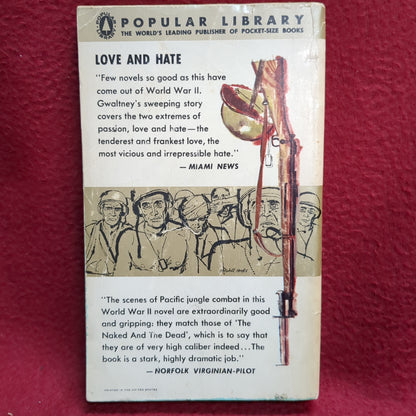 POPULAR LIBRARY
THE WORLD'S LEADING PUBLISHER OF POCKET-SIZE BOOKS
LOVE AND HATE
"Few novels so good as this have
come out of World War II.
Gwaltney's sweeping story
covers the two extremes of
passion, love and hate—the
tenderest and frankest love, the
most vicious and irrepressible hate."
— MIAMI NEWS
"The scenes of Pacific jungle combat in this
World War II novel are extraordinarily good
and gripping: they match those of 'The
Naked And The Dead', which is to say that
they are of very high caliber indeed...The
book is a stark, highly dramatic job."
— NORFOLK VIRGINIAN-PILOT
PRINTED IN THE UNITED STATES